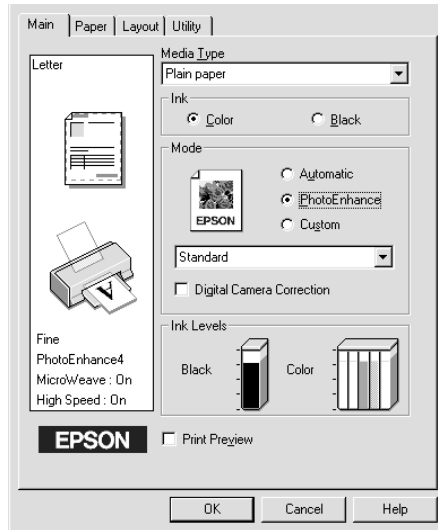 Main Paper Layout Utility
Letter
Media Type
Plain paper
Ink
Color Black
Mode
EPSON
Automatic
PhotoEnhance
Custom
Standard
Digital Camera Correction
A
Fine
PhotoEnhance4
MicroWeave : On
High Speed : On
Ink Levels
Black Color
EPSON
Print Preview
OK Cancel Help